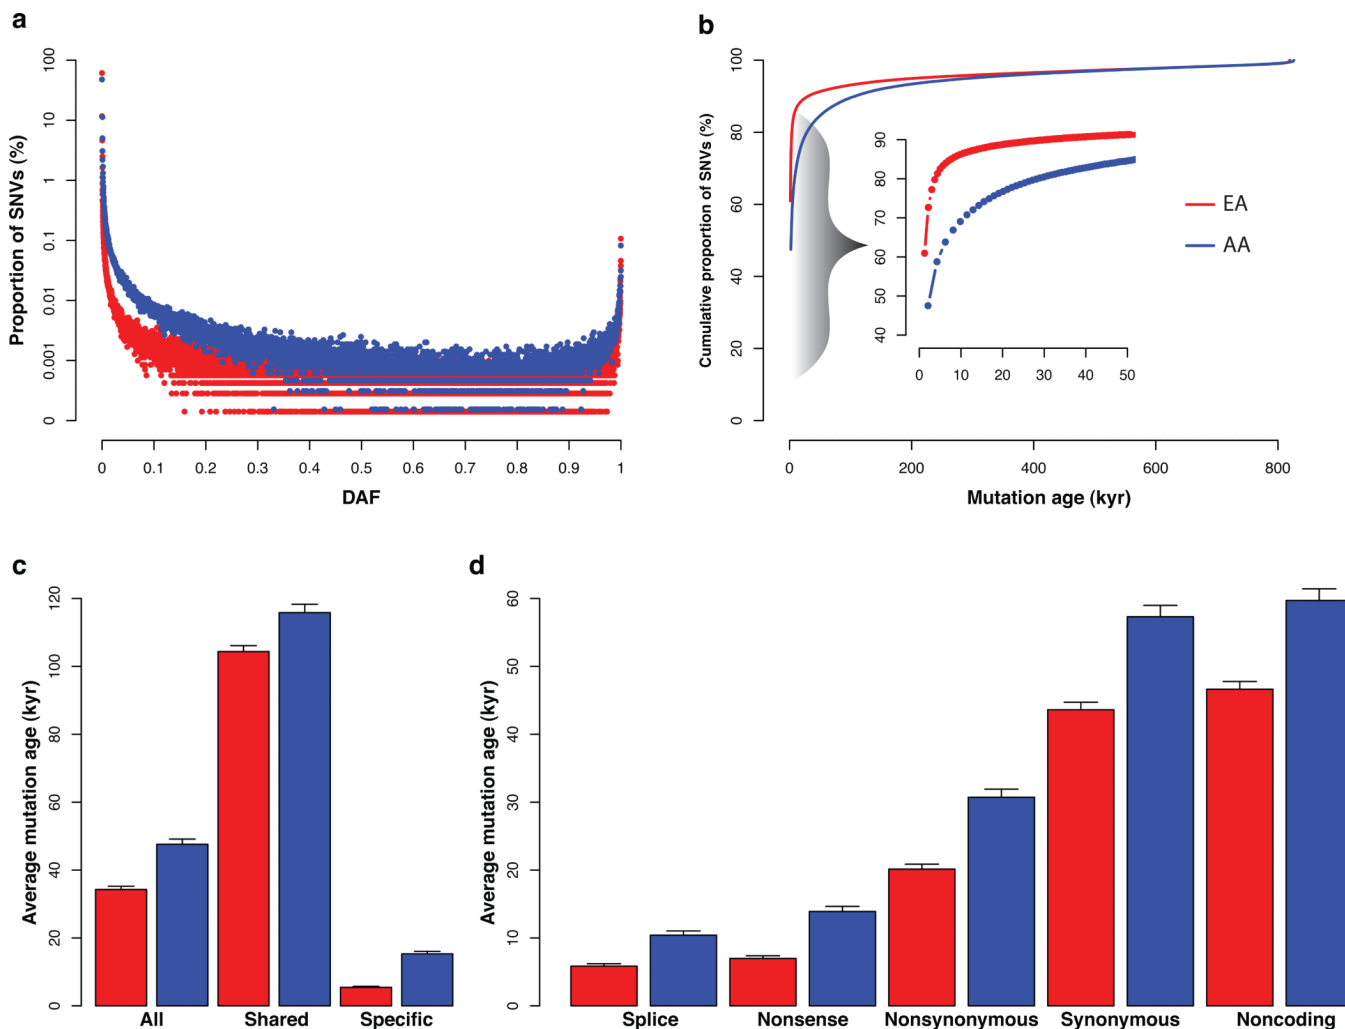 a
Proportion of SNVs (%)
100
10
1
0.1
0.01
0.001
0
0 0.1 0.2 0.3 0.4 0.5 0.6 0.7 0.8 0.9 1
DAF
b
Cumulative proportion of SNVs (%)
100
80
60
40
20
0
90
80
70
60
50
40
0 10 20 30 40 50
EA
AA
0 200 400 600 800
Mutation age (kyr)
c
Average mutation age (kyr)
120
100
80
60
40
20
0
All Shared Specific
d
Average mutation age (kyr)
60
50
40
30
20
10
0
Splice Nonsense Nonsynonymous Synonymous Noncoding